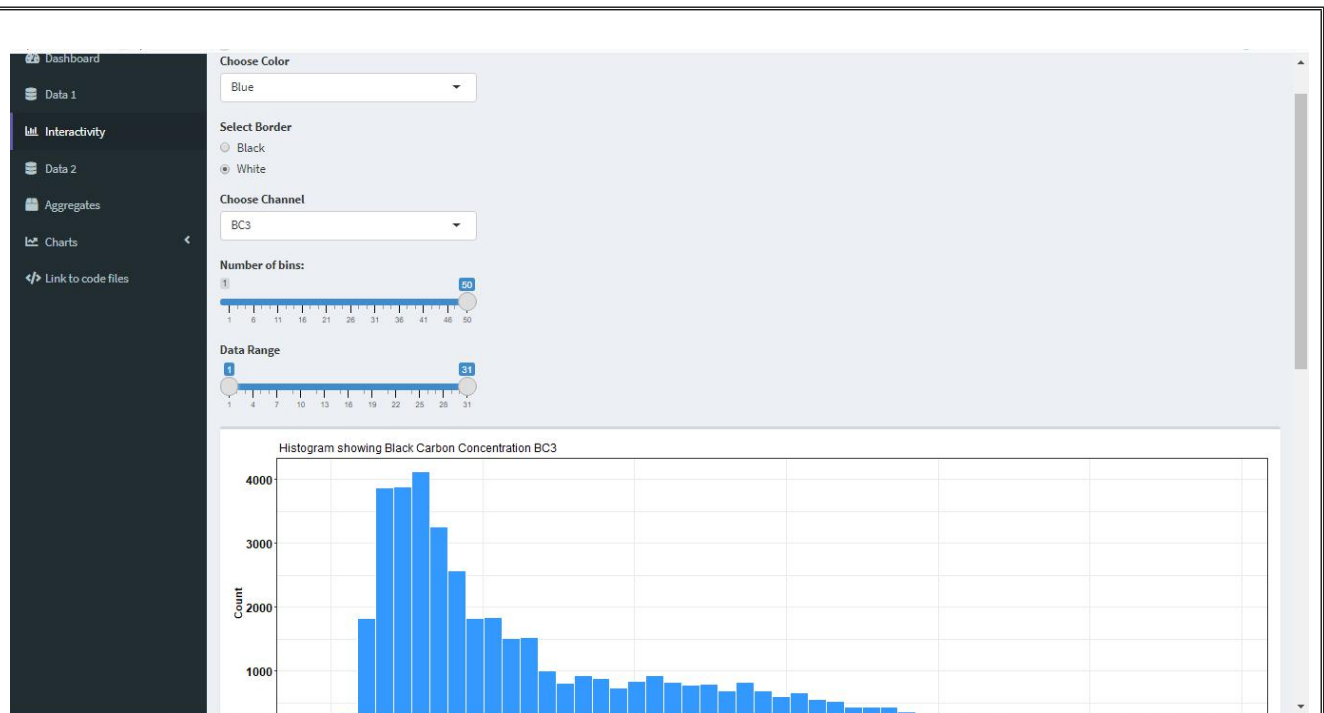 Dashboard
Data 1
Interactivity
Data 2
Aggregates
Charts
Link to code files
Choose Color
Blue
Select Border
Black
White
Choose Channel
BC3
Number of bins:
1 50
1 6 11 16 21 26 31 36 41 46 50
Data Range
1 31
1 4 7 10 13 16 19 22 25 28 31
Histogram showing Black Carbon Concentration BC3
4000
3000
2000
1000
Count